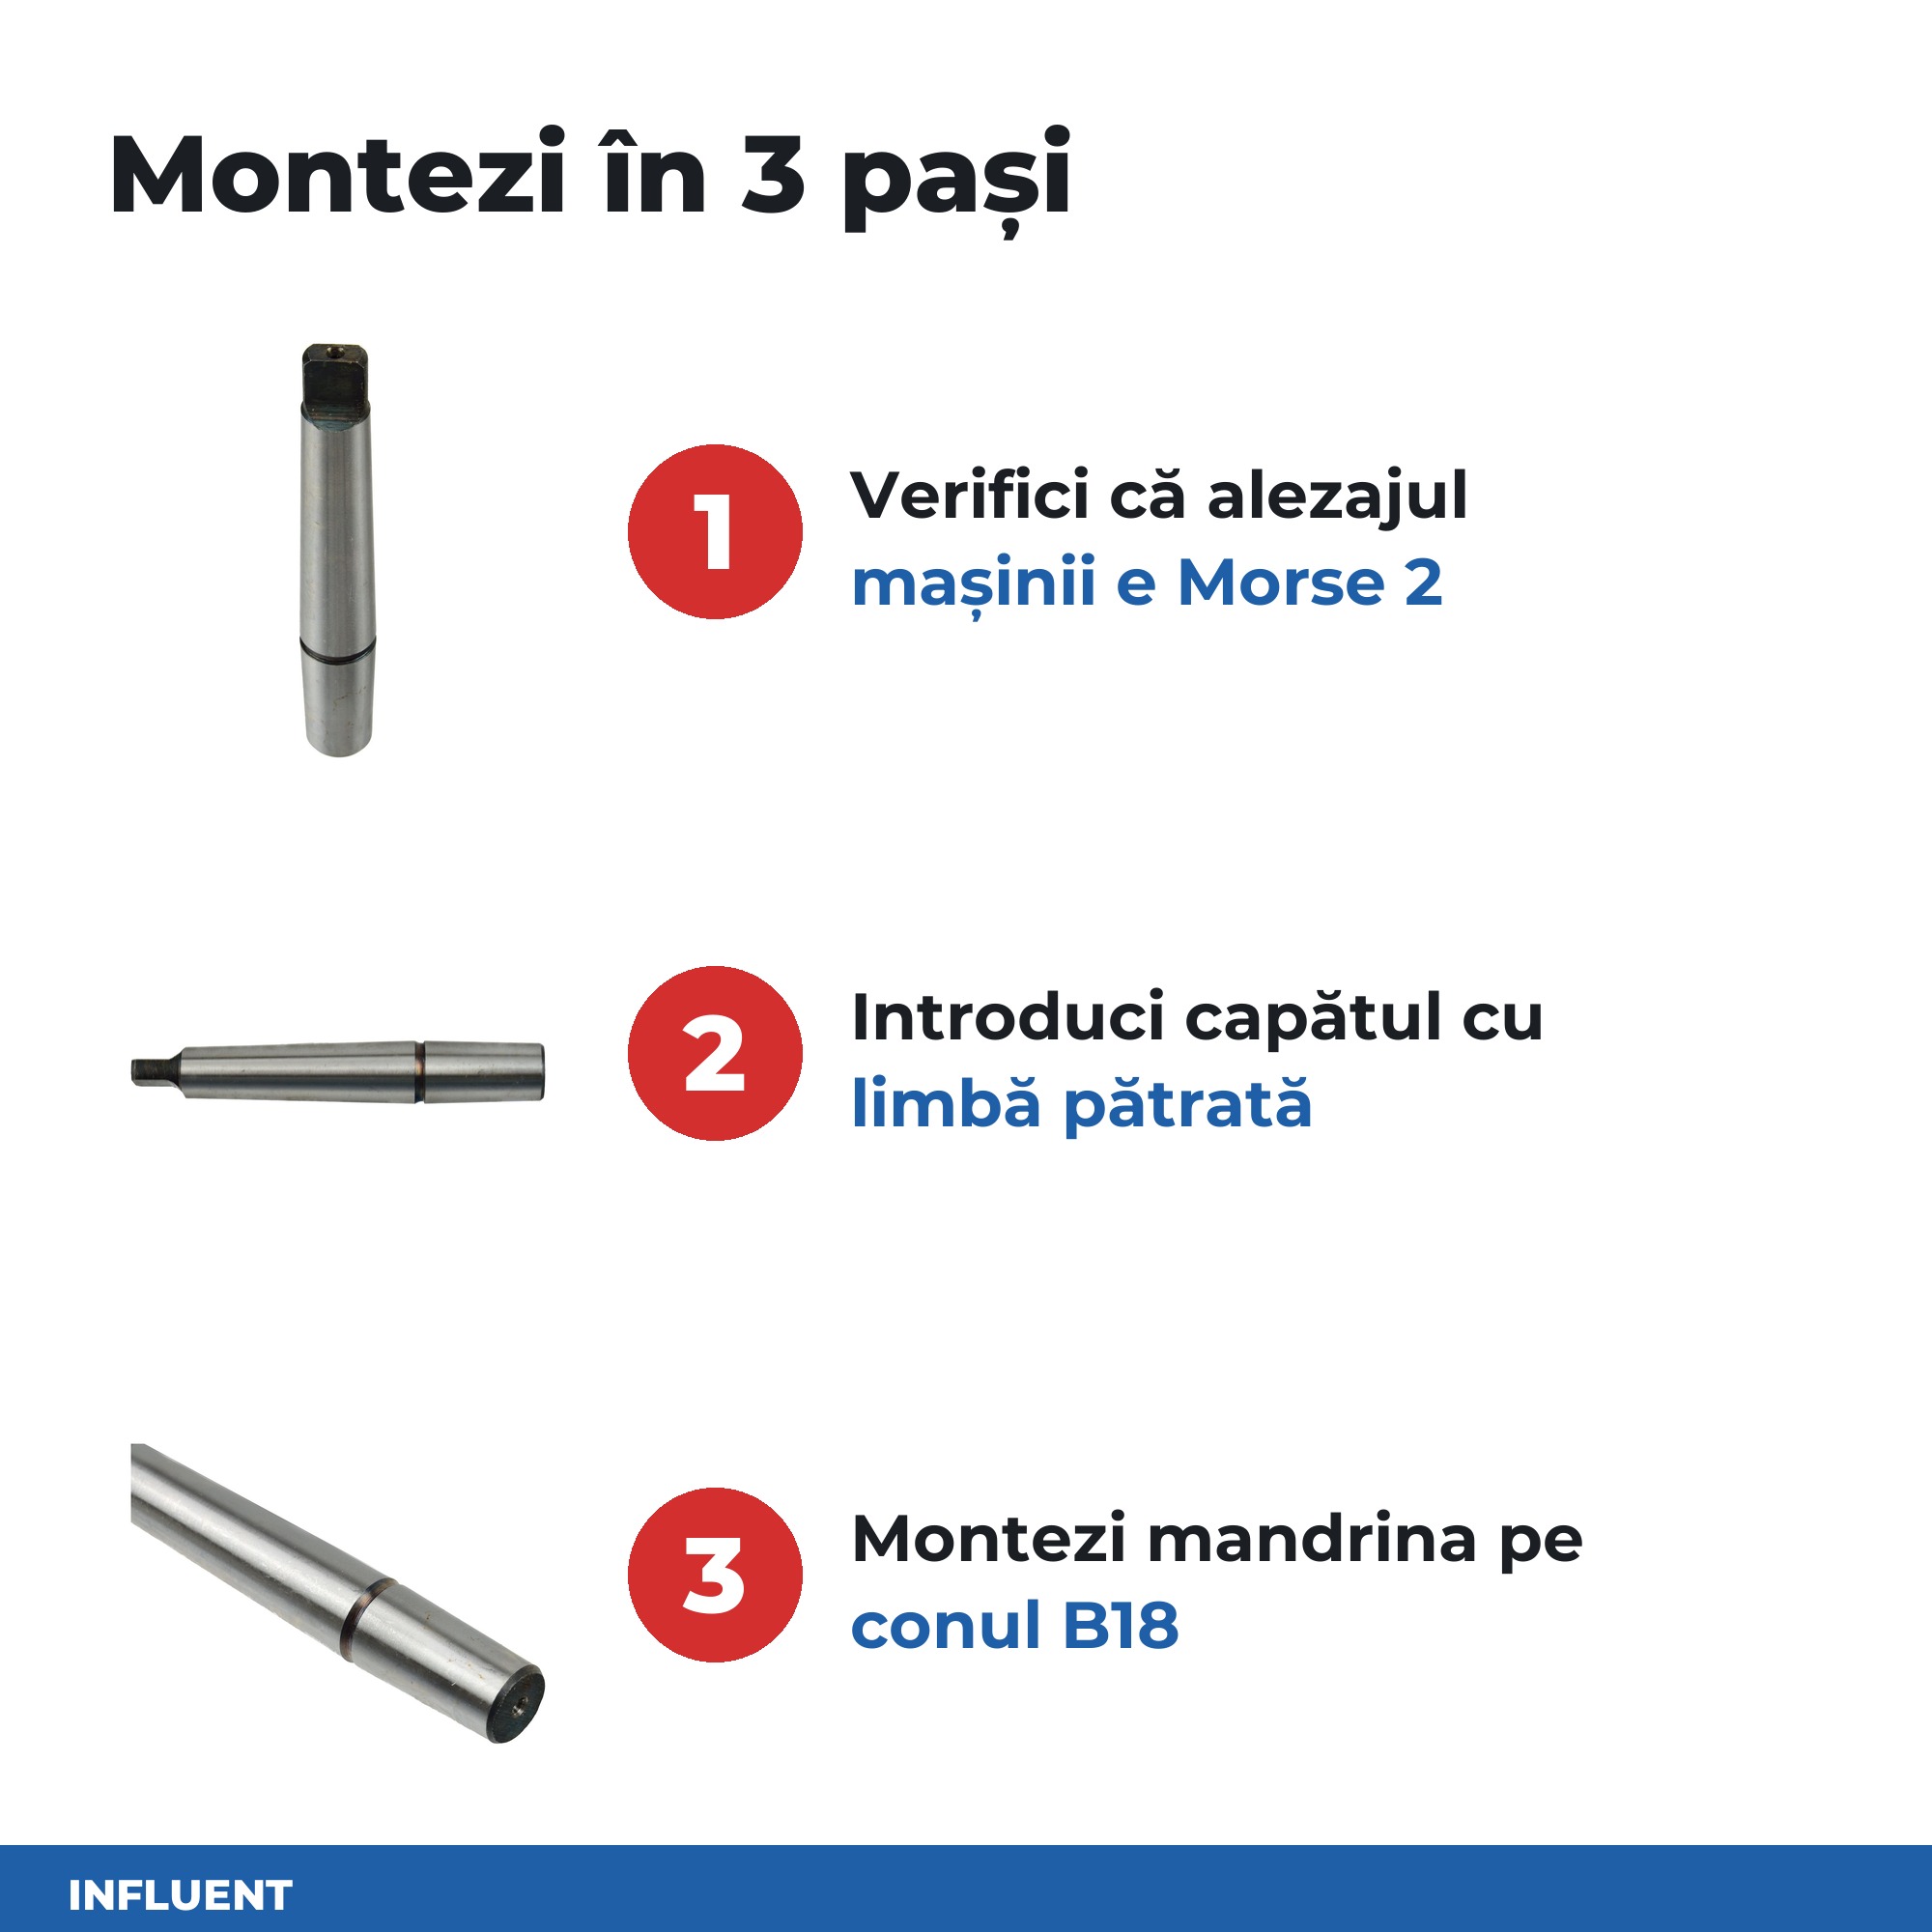 Montezi în 3 pași
1
Verifici că alezajul
mașinii e Morse 2
2
Introduci capătul cu
limbă pătrată
3
Montezi mandrina pe
conul B18
INFLUENT